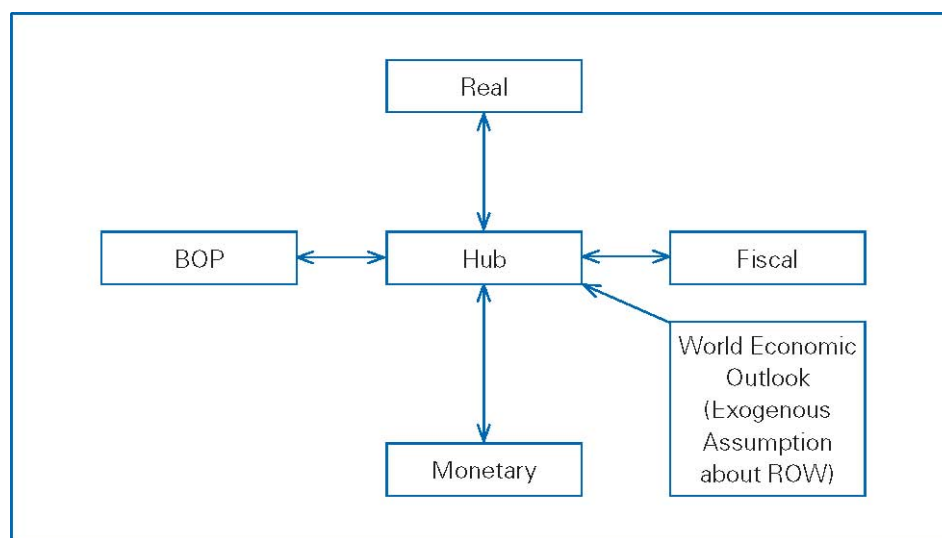 Real
BOP
Hub
Fiscal
World Economic
Outlook
(Exogenous
Assumption
about ROW)
Monetary